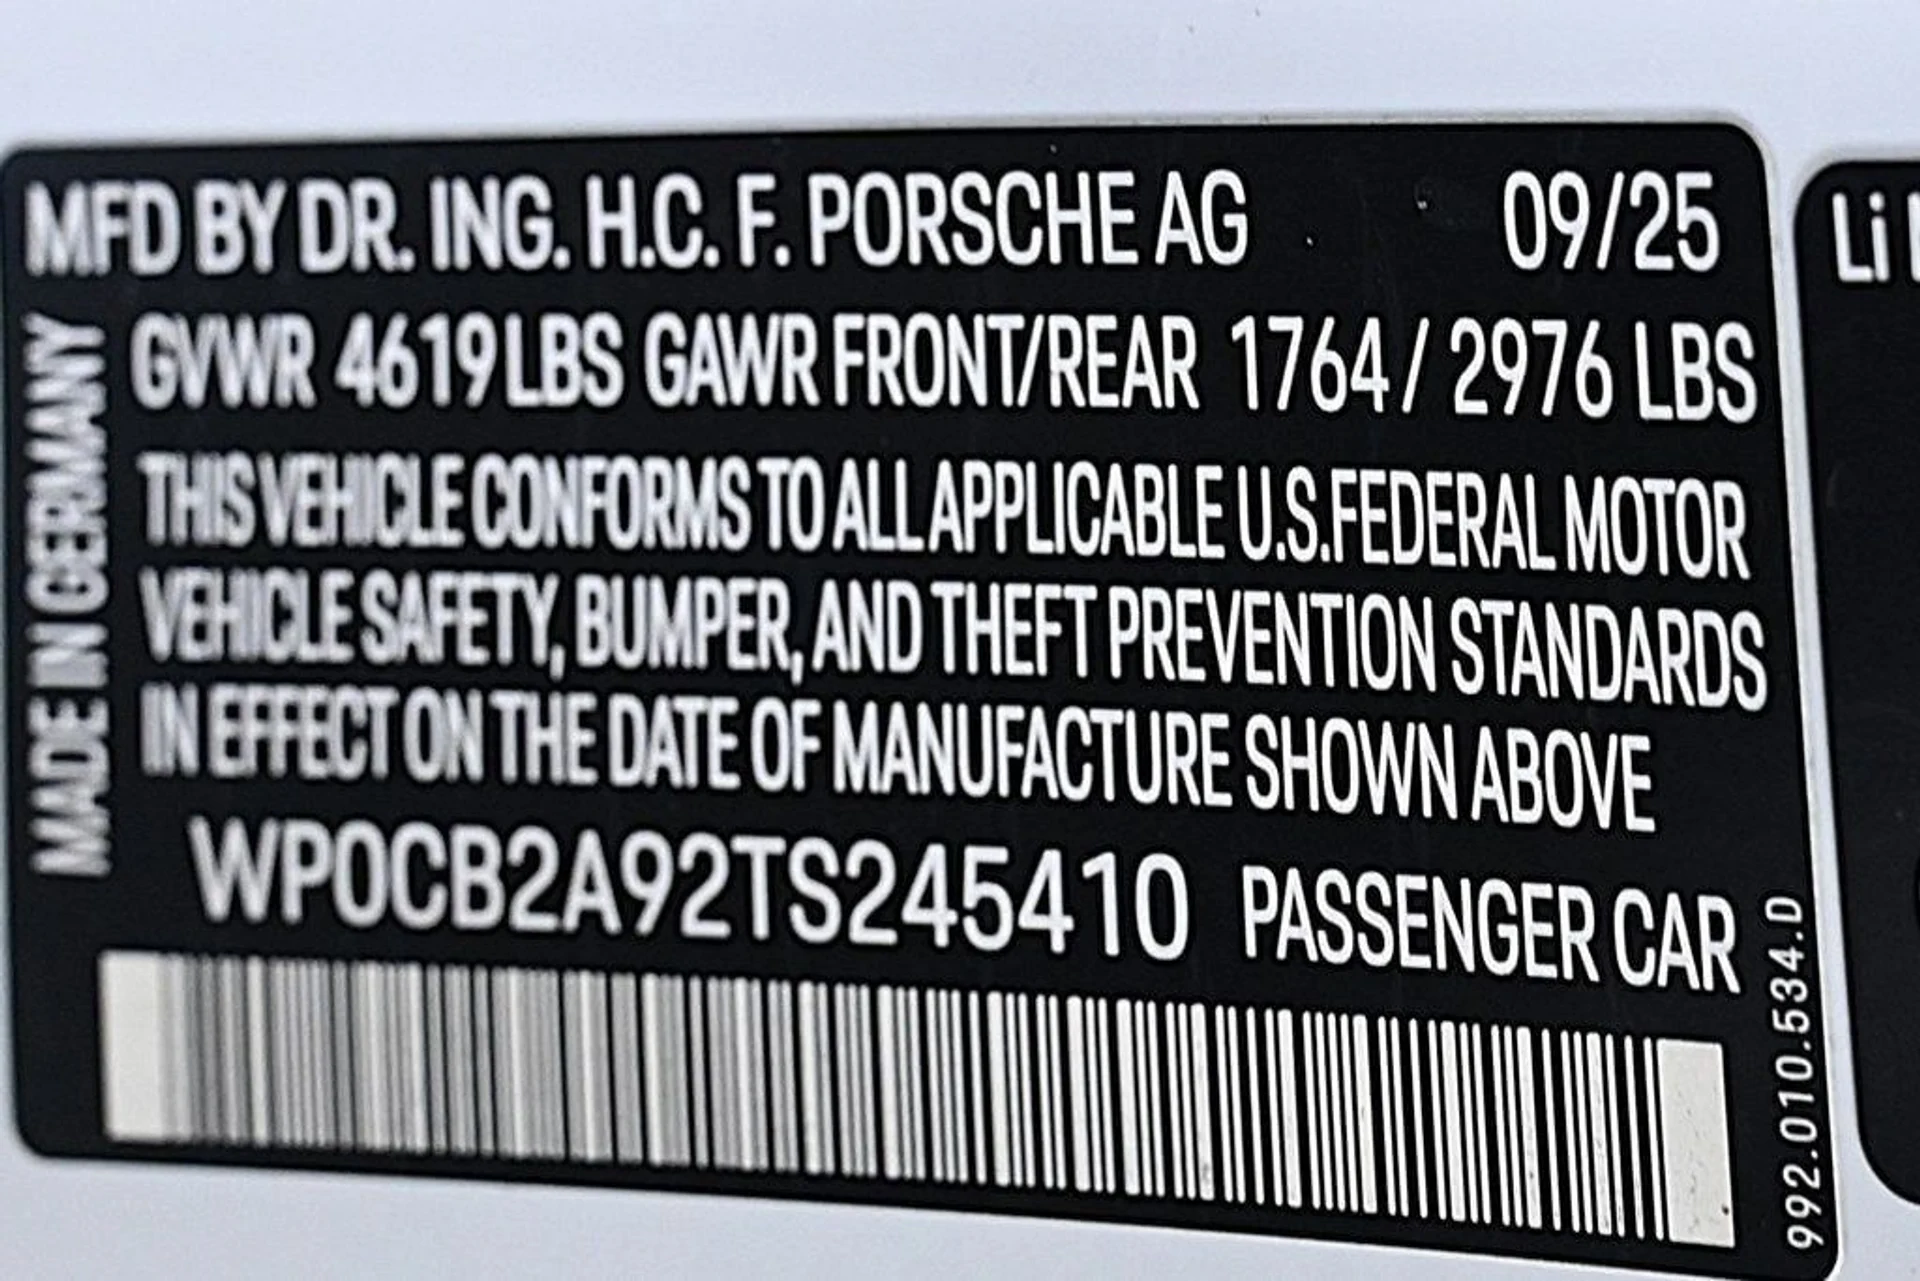 MFD BY DR. ING. H.C. F. PORSCHE AG 09/25
GVWR 4619 LBS GAWR FRONT/REAR 1764 / 2976 LBS
THIS VEHICLE CONFORMS TO ALL APPLICABLE U.S.FEDERAL MOTOR
VEHICLE SAFETY, BUMPER, AND THEFT PREVENTION STANDARDS
IN EFFECT ON THE DATE OF MANUFACTURE SHOWN ABOVE
WP0CB2A92TS245410 PASSENGER CAR
MADE IN GERMANY
992.010.534.D
Li